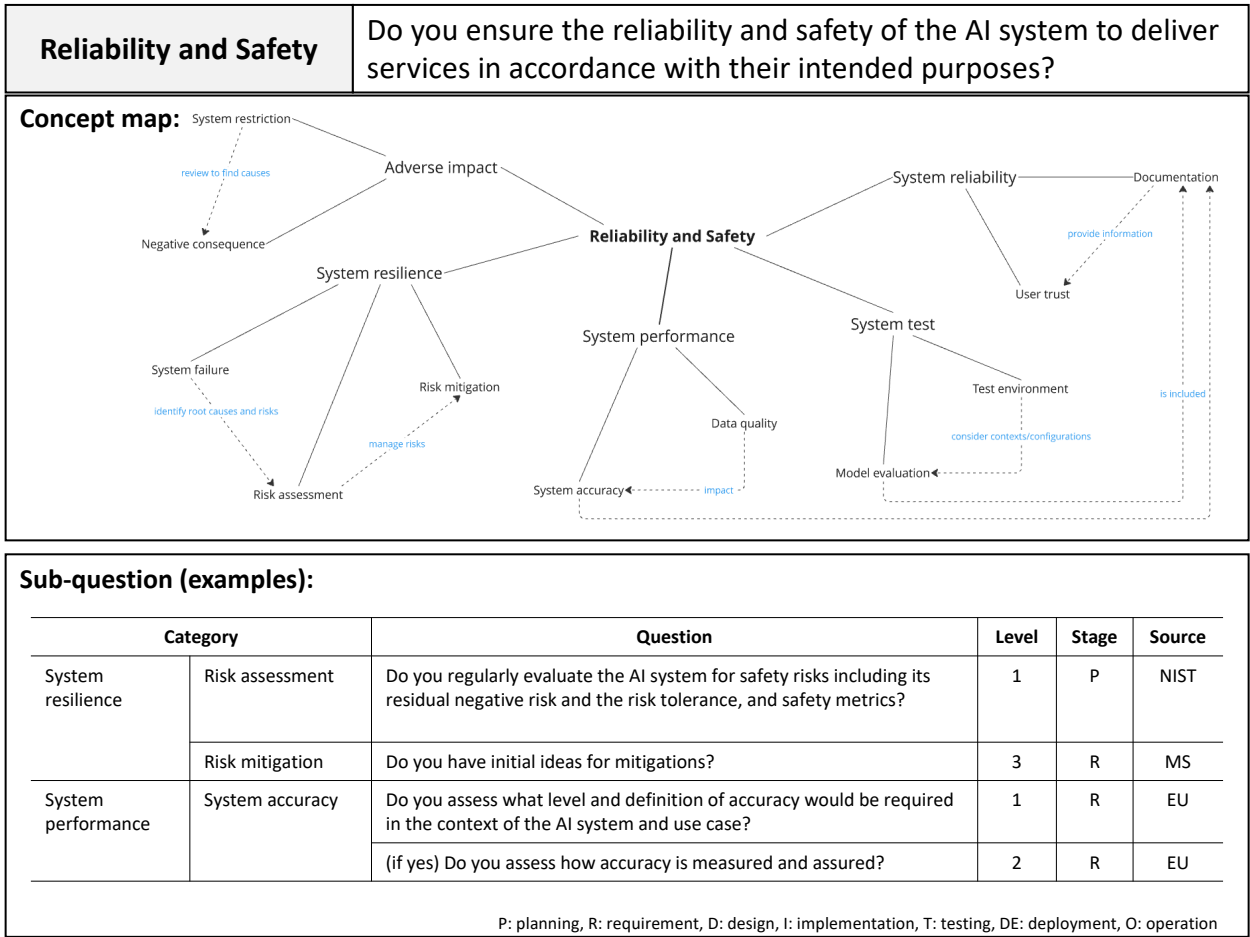 Reliability and Safety
Do you ensure the reliability and safety of the AI system to deliver
services in accordance with their intended purposes?
Concept map:
System restriction
review to find causes
Adverse impact
Negative consequence
System reliability
Documentation
provide information
User trust
Reliability and Safety
System resilience
System failure
identify root causes and risks
Risk mitigation
manage risks
Risk assessment
System performance
Data quality
System accuracy
impact
System test
Test environment
consider contexts/configurations
Model evaluation
is included
Sub-question (examples):
Category
Question
Level
Stage
Source
System
resilience
Risk assessment
Do you regularly evaluate the AI system for safety risks including its
residual negative risk and the risk tolerance, and safety metrics?
1
P
NIST
Risk mitigation
Do you have initial ideas for mitigations?
3
R
MS
System
performance
System accuracy
Do you assess what level and definition of accuracy would be required
in the context of the AI system and use case?
1
R
EU
(if yes) Do you assess how accuracy is measured and assured?
2
R
EU
P: planning, R: requirement, D: design, I: implementation, T: testing, DE: deployment, O: operation